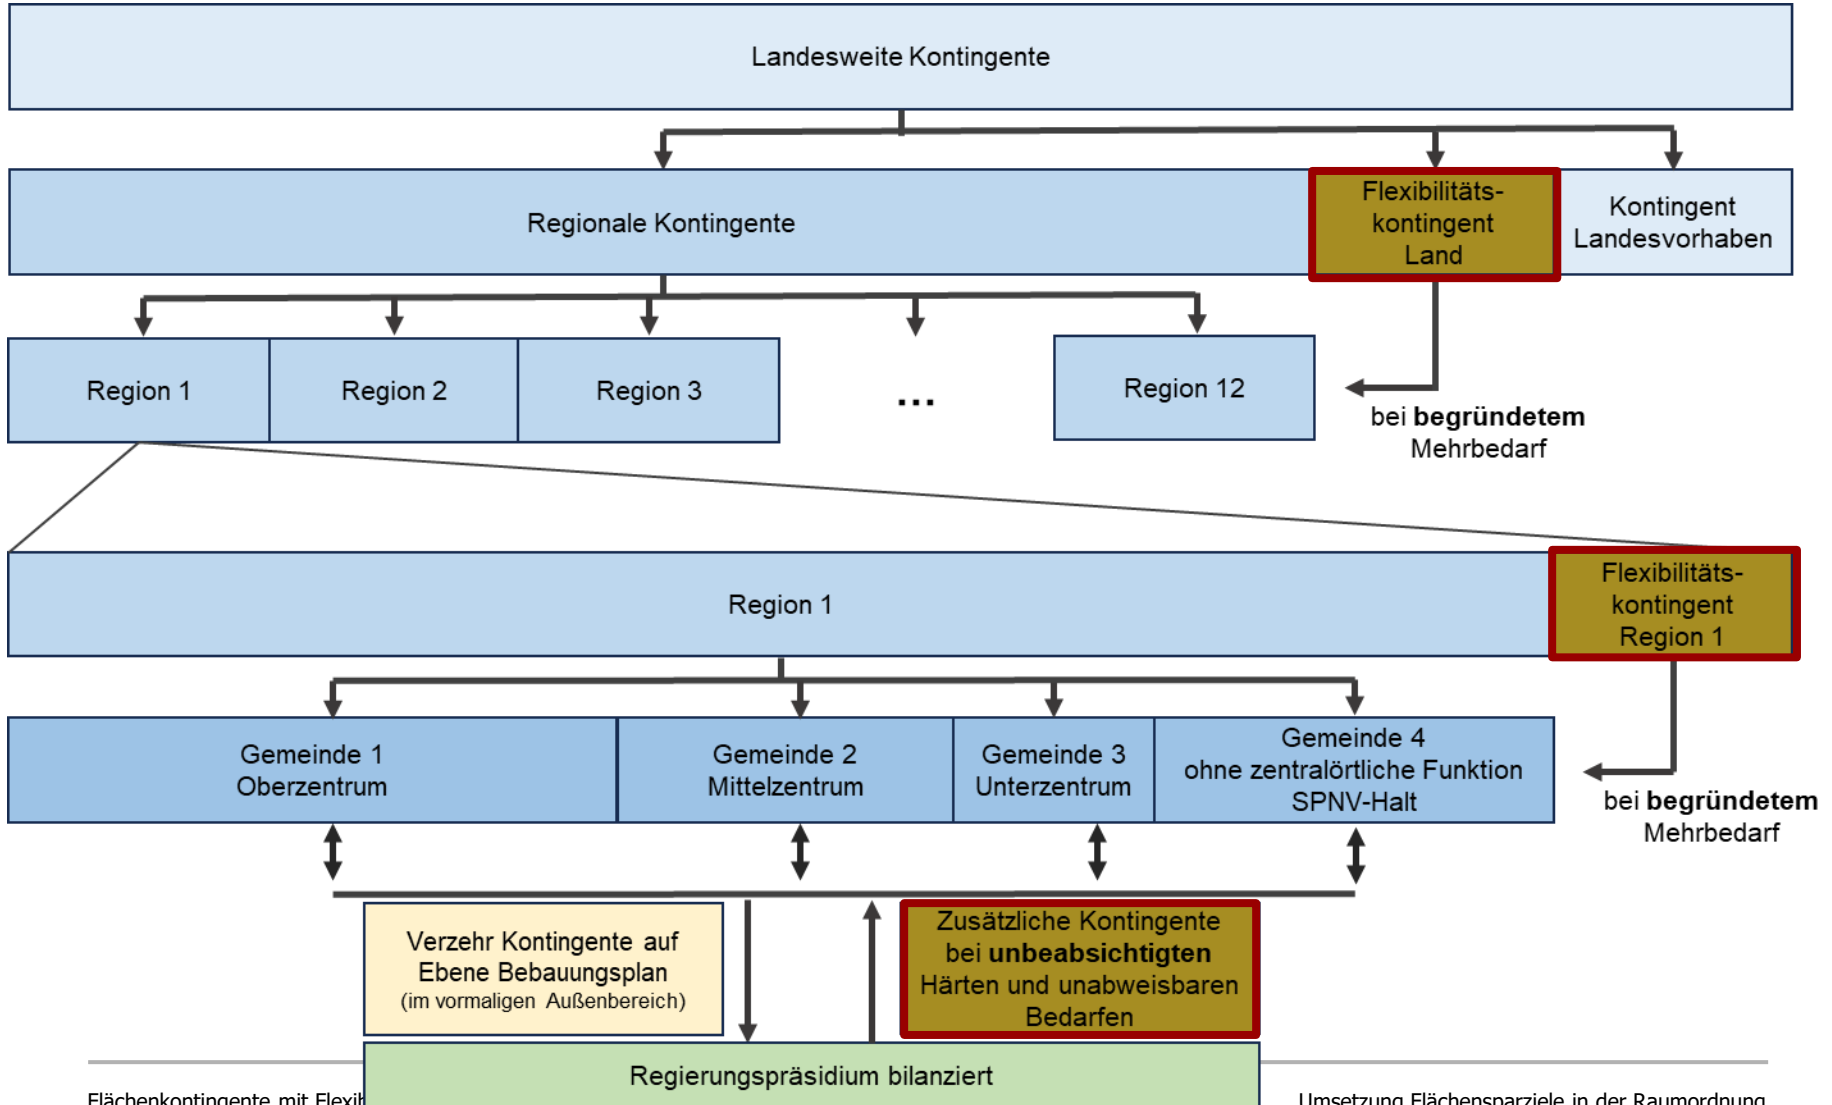 Landesweite Kontingente
Regionale Kontingente
Flexibilitäts-
kontingent
Land
Kontingent
Landesvorhaben
Region 1
Region 2
Region 3
...
Region 12
bei begründetem
Mehrbedarf
Region 1
Flexibilitäts-
kontingent
Region 1
Gemeinde 1
Oberzentrum
Gemeinde 2
Mittelzentrum
Gemeinde 3
Unterzentrum
Gemeinde 4
ohne zentralörtliche Funktion
SPNV-Halt
bei begründetem
Mehrbedarf
Verzehr Kontingente auf
Ebene Bebauungsplan
(im vormaligen Außenbereich)
Zusätzliche Kontingente
bei unbeabsichtigten
Härten und unabweisbaren
Bedarfen
Regierungspräsidium bilanziert
Flächenkontingente mit
Umsetzung Flächensparziele in der Raumordnung